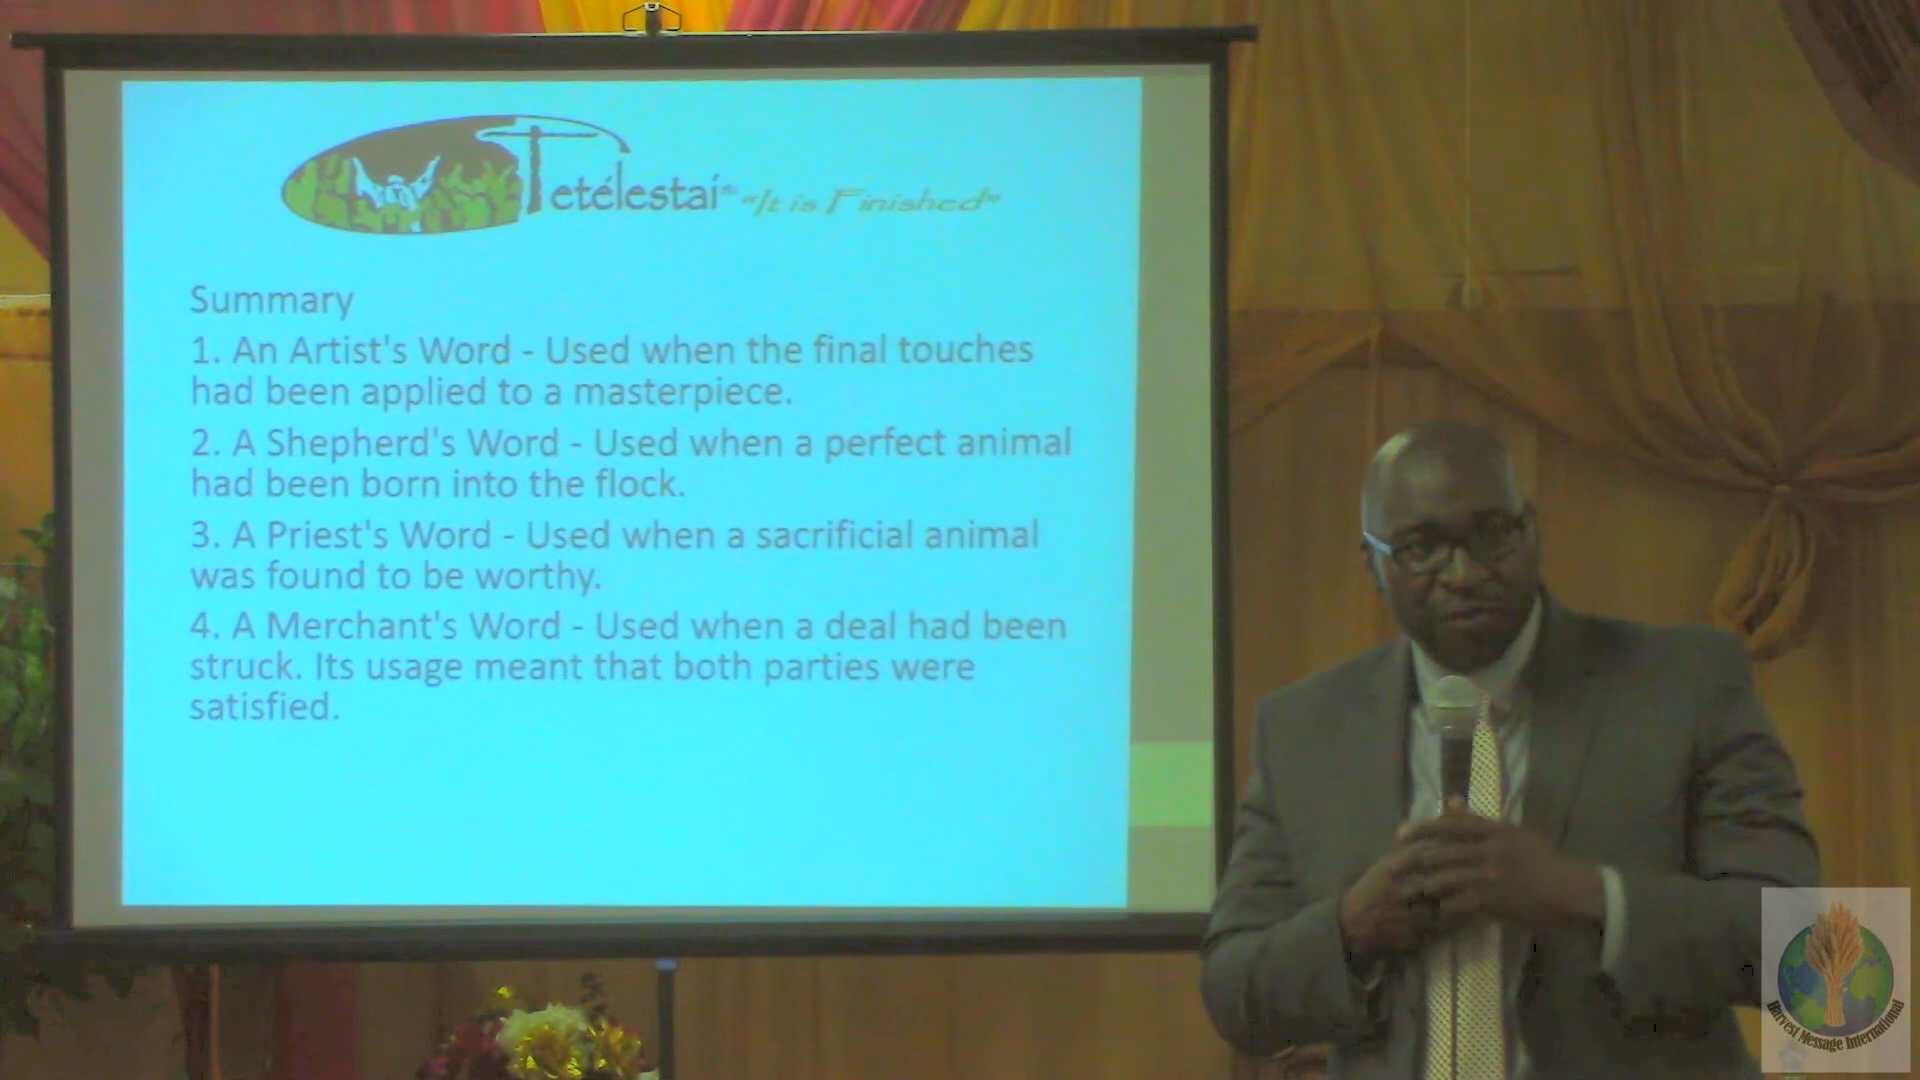 Tetélestaí® "It is Finished"
Summary
1. An Artist's Word - Used when the final touches
had been applied to a masterpiece.
2. A Shepherd's Word - Used when a perfect animal
had been born into the flock.
3. A Priest's Word - Used when a sacrificial animal
was found to be worthy.
4. A Merchant's Word - Used when a deal had been
struck. Its usage meant that both parties were
satisfied.
Harvest Message International